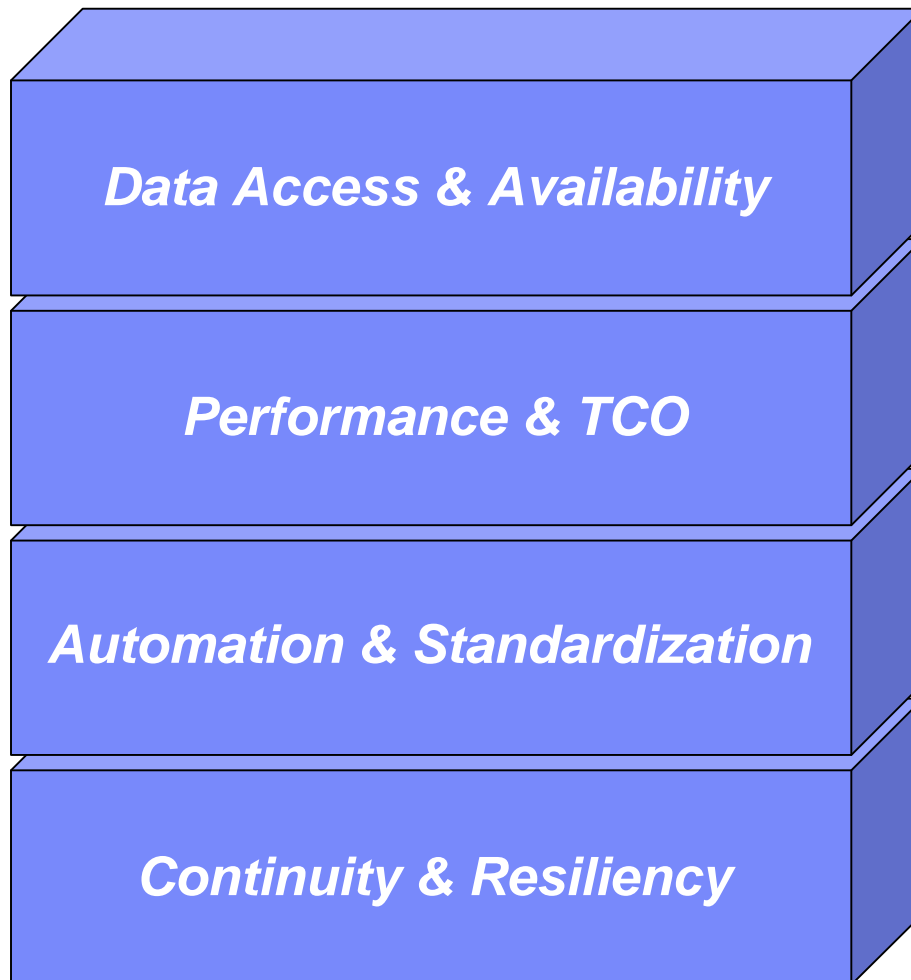 Data Access & Availability
Performance & TCO
Automation & Standardization
Continuity & Resiliency